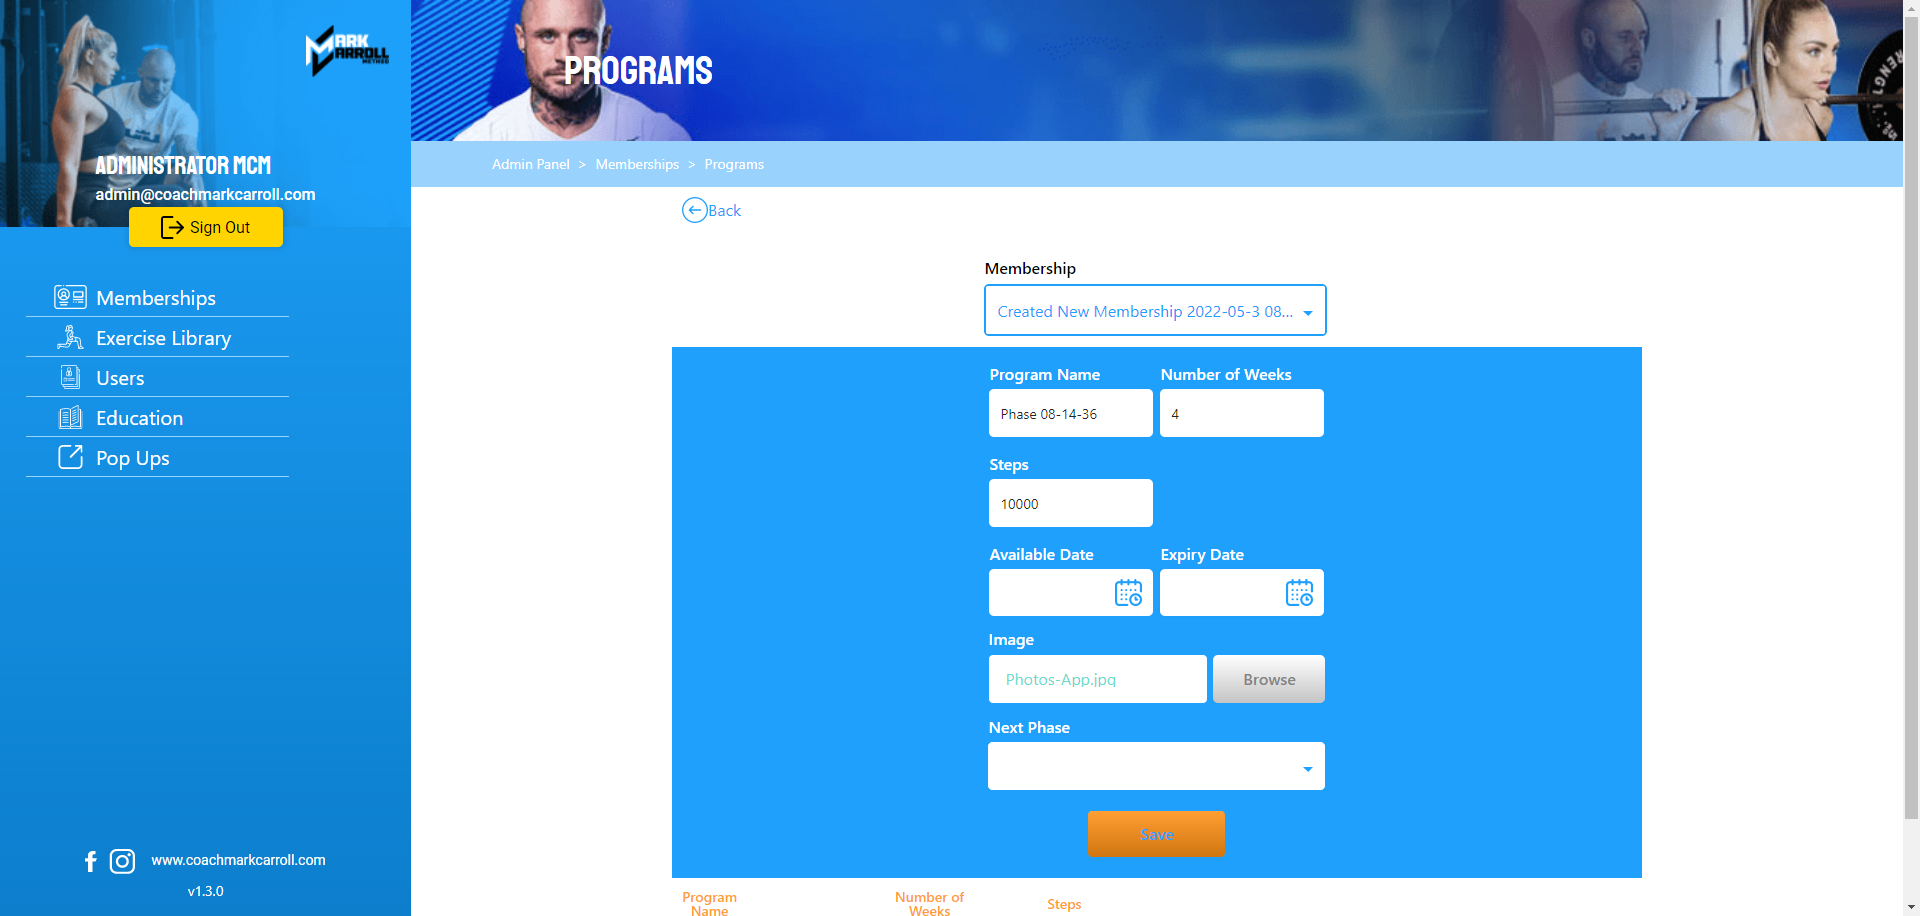 MARK
CARROLL
METHOD
PROGRAMS
ADMINISTRATOR MCM
admin@coachmarkcarroll.com
Sign Out
Admin Panel > Memberships > Programs
Back
Memberships
Exercise Library
Users
Education
Pop Ups
Membership
Created New Membership 2022-05-3 08...
Program Name
Number of Weeks
Phase 08-14-36
4
Steps
10000
Available Date
Expiry Date
Image
Photos-App.jpg
Browse
Next Phase
Save
www.coachmarkcarroll.com
v1.3.0
Program
Name
Number of
Weeks
Steps